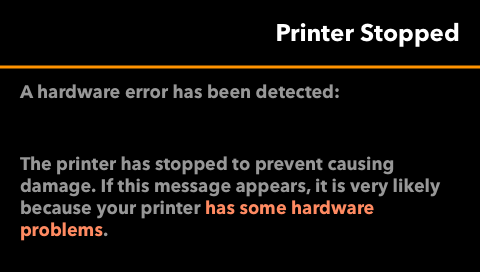 Printer Stopped
A hardware error has been detected:
The printer has stopped to prevent causing
damage. If this message appears, it is very likely
because your printer has some hardware
problems.